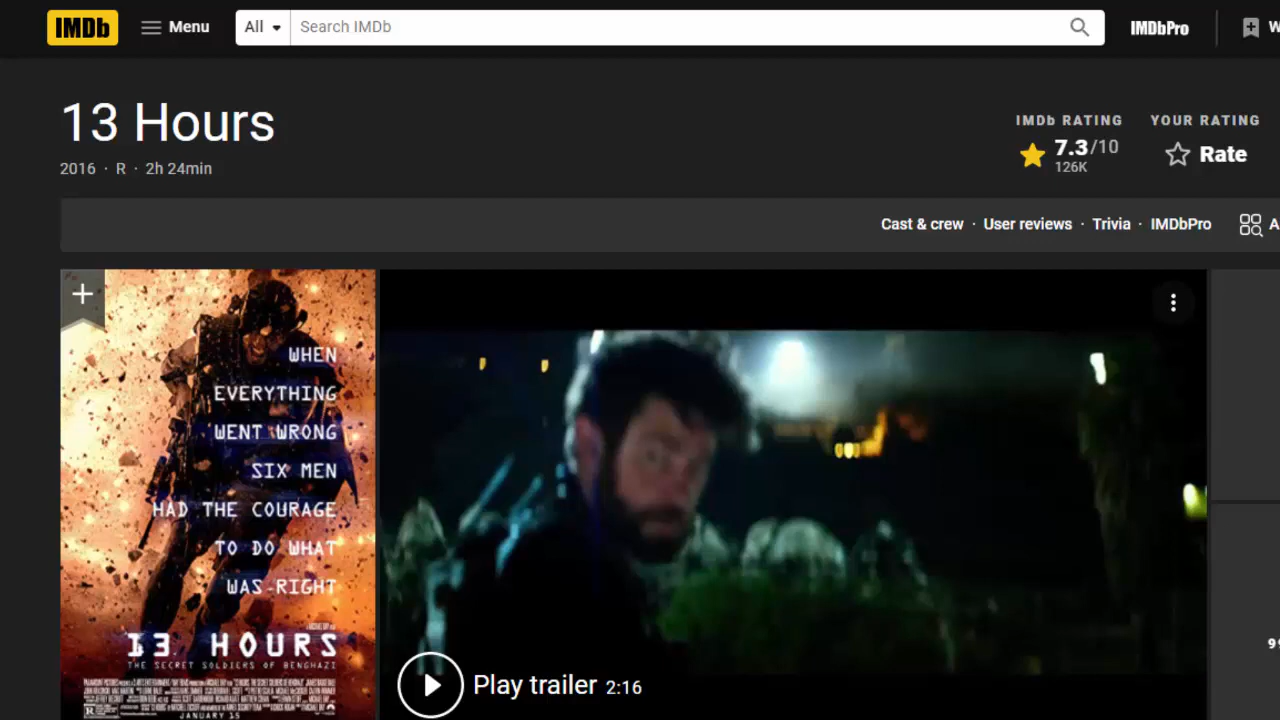 IMDb Menu All Search IMDb IMDbPro W
13 Hours
2016 · R · 2h 24min
IMDb RATING YOUR RATING
7.3/10 Rate
126K
Cast & crew · User reviews · Trivia · IMDbPro A
WHEN
EVERYTHING
WENT WRONG
SIX MEN
HAD THE COURAGE
TO DO WHAT
WAS RIGHT
13 HOURS
THE SECRET SOLDIERS OF BENGHAZI
R
JANUARY 15
Play trailer 2:16
99